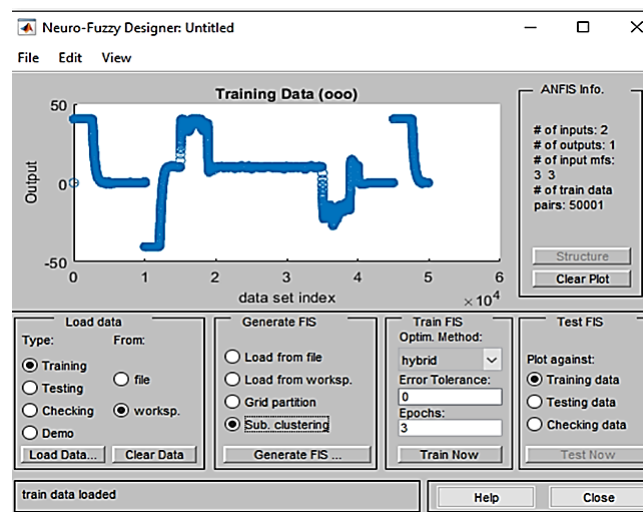 Neuro-Fuzzy Designer: Untitled
File Edit View
Training Data (ooo)
50
0
-50
Output
0 1 2 3 4 5 6
data set index
× 10^4
ANFIS Info.
# of inputs: 2
# of outputs: 1
# of input mfs:
3 3
# of train data
pairs: 50001
Structure
Clear Plot
Load data
Type: From:
Training
Testing
Checking
Demo
file
worksp.
Load Data...
Clear Data
Generate FIS
Load from file
Load from worksp.
Grid partition
Sub. clustering
Generate FIS ...
Train FIS
Optim. Method:
hybrid
Error Tolerance:
0
Epochs:
3
Train Now
Test FIS
Plot against:
Training data
Testing data
Checking data
Test Now
train data loaded
Help
Close